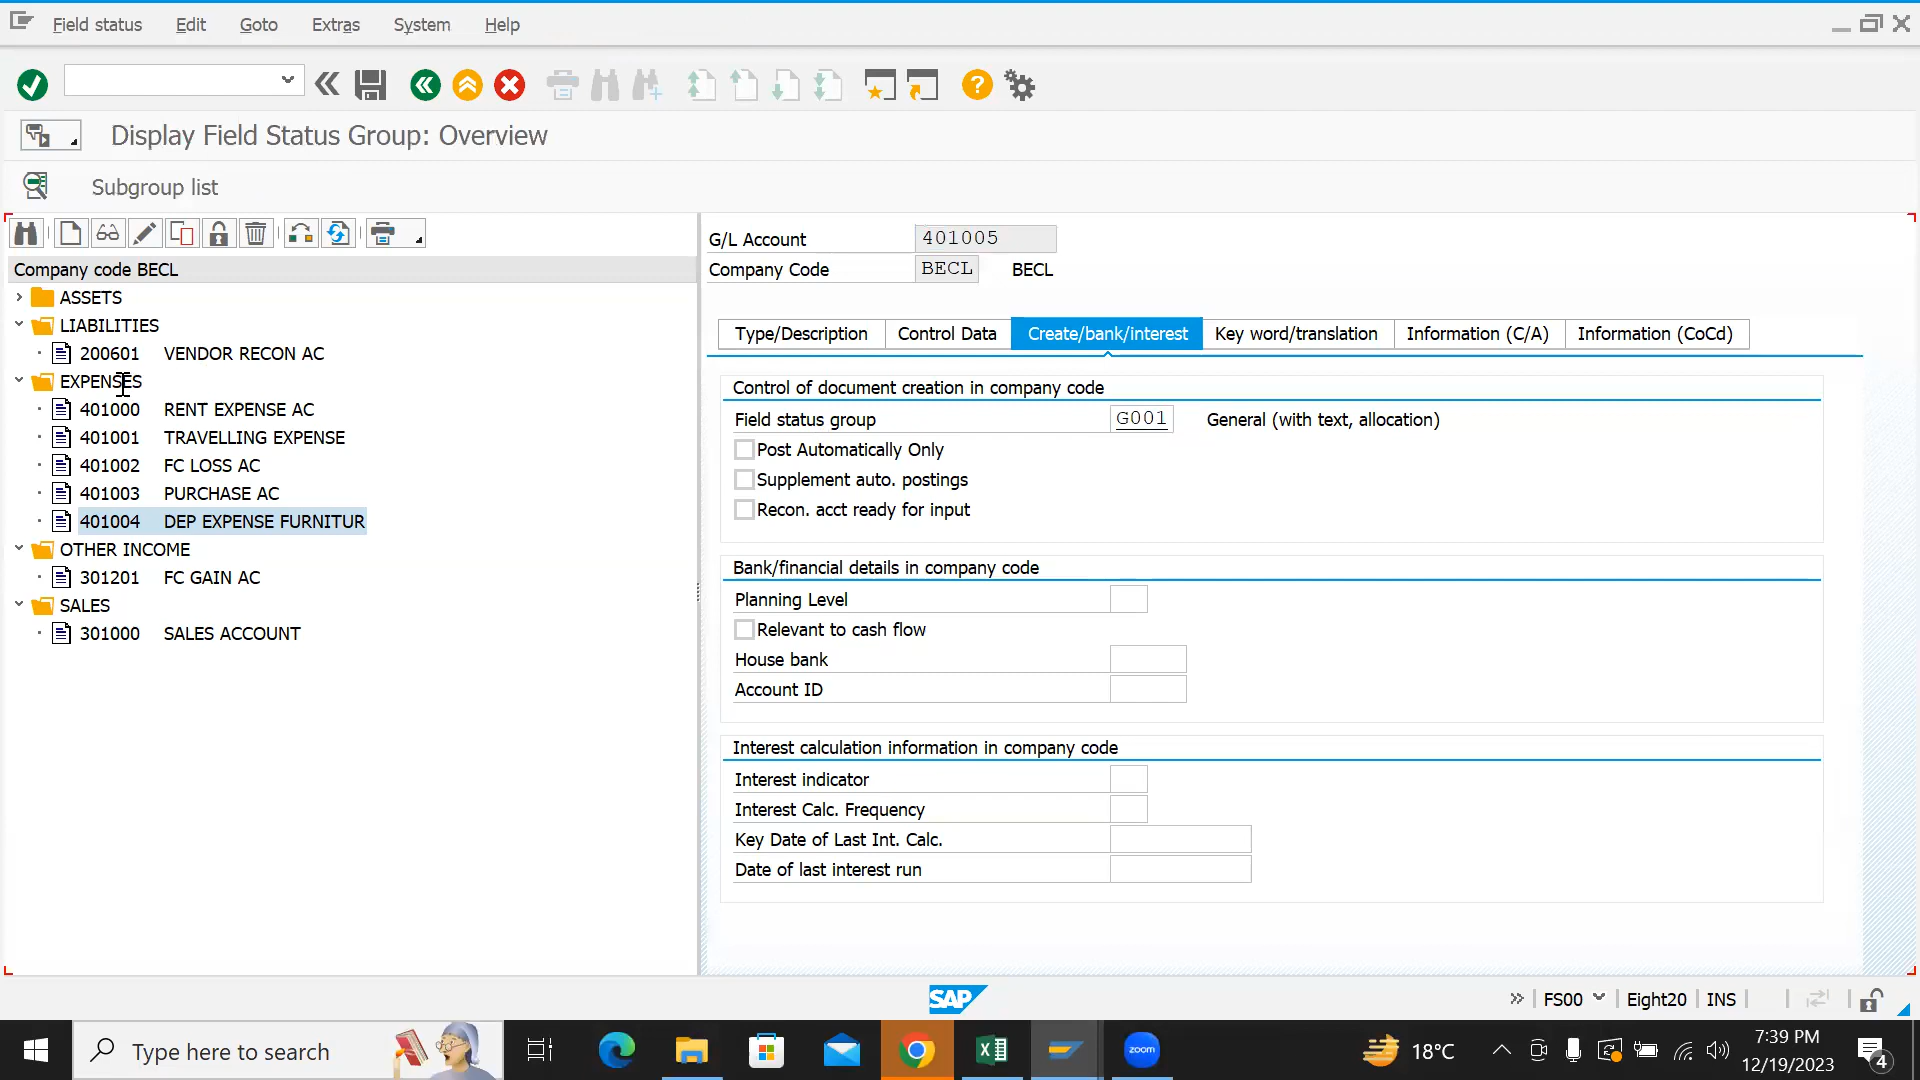 Field status Edit Goto Extras System Help
Display Field Status Group: Overview
Subgroup list
Company code BECL
ASSETS
LIABILITIES
200601 VENDOR RECON AC
EXPENSES
401000 RENT EXPENSE AC
401001 TRAVELLING EXPENSE
401002 FC LOSS AC
401003 PURCHASE AC
401004 DEP EXPENSE FURNITUR
OTHER INCOME
301201 FC GAIN AC
SALES
301000 SALES ACCOUNT
G/L Account 401005
Company Code BECL BECL
Type/Description Control Data Create/bank/interest Key word/translation Information (C/A) Information (CoCd)
Control of document creation in company code
Field status group G001 General (with text, allocation)
Post Automatically Only
Supplement auto. postings
Recon. acct ready for input
Bank/financial details in company code
Planning Level
Relevant to cash flow
House bank
Account ID
Interest calculation information in company code
Interest indicator
Interest Calc. Frequency
Key Date of Last Int. Calc.
Date of last interest run
SAP FS00 Eight20 INS
Type here to search zoom 18°C 7:39 PM
12/19/2023 4